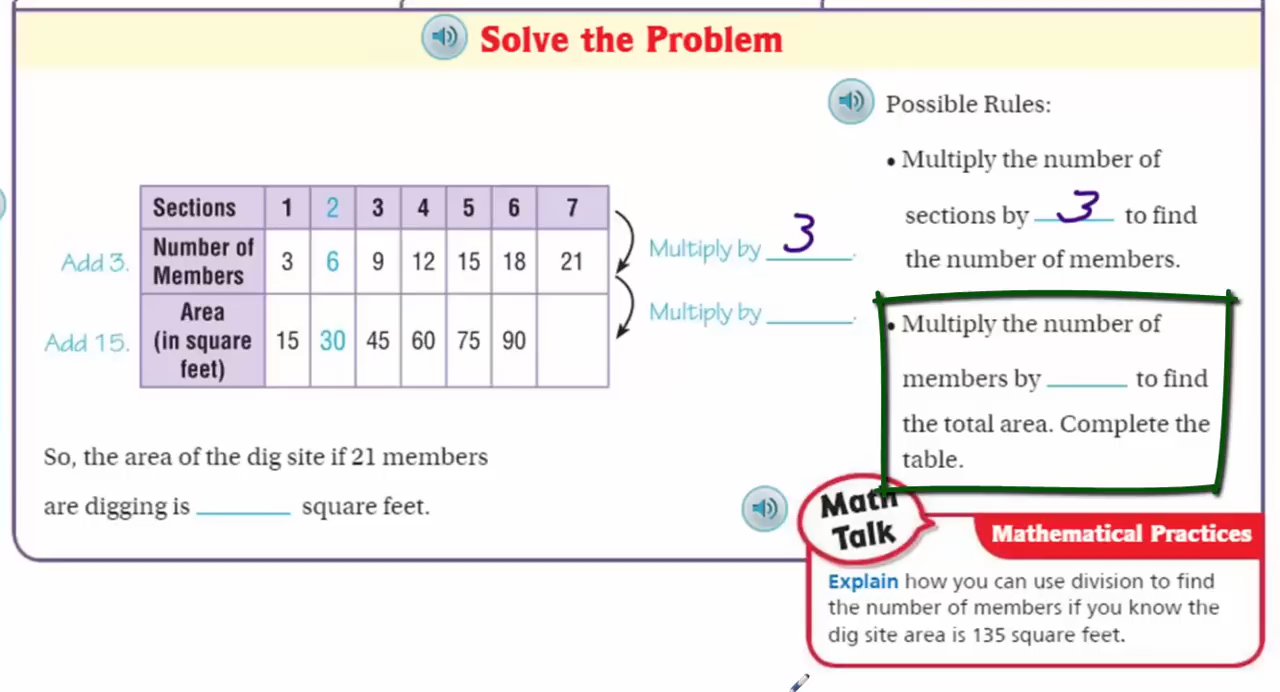 Solve the Problem
Possible Rules:
• Multiply the number of
sections by 3 to find
the number of members.
Sections 1 2 3 4 5 6 7
Add 3. Number of Members 3 6 9 12 15 18 21
Add 15. Area (in square feet) 15 30 45 60 75 90
Multiply by 3.
Multiply by ______.
• Multiply the number of
members by ______ to find
the total area. Complete the
table.
So, the area of the dig site if 21 members
are digging is ______ square feet.
Math
Talk
Mathematical Practices
Explain how you can use division to find
the number of members if you know the
dig site area is 135 square feet.